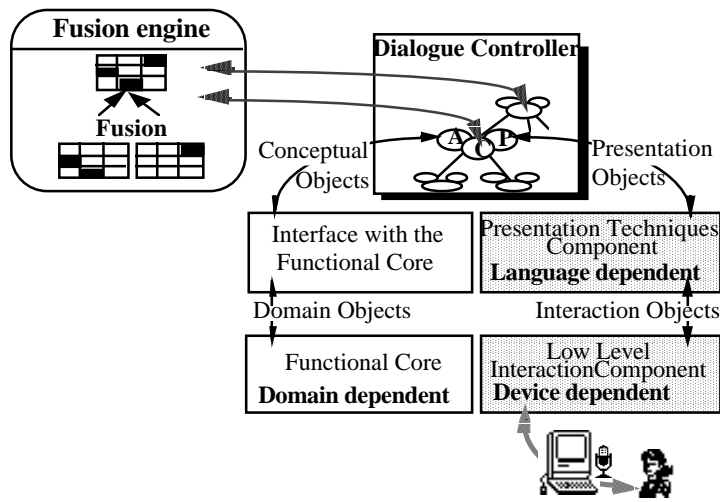 Fusion engine
Fusion
Dialogue Controller
A
C
P
Conceptual
Objects
Presentation
Objects
Interface with the
Functional Core
Presentation Techniques
Component
Language dependent
Domain Objects
Interaction Objects
Functional Core
Domain dependent
Low Level
InteractionComponent
Device dependent